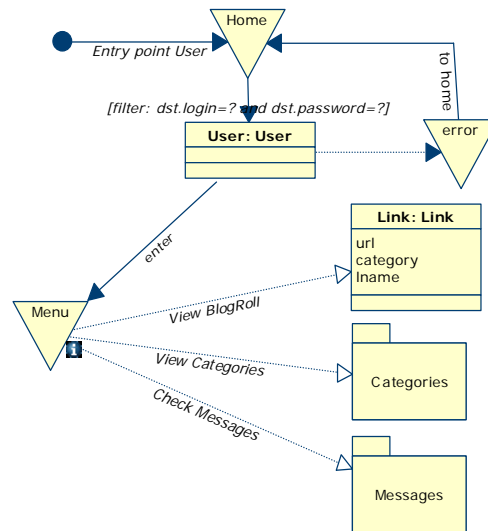 Home
Entry point User
to home
[filter: dst.login=? and dst.password=?]
error
User: User
Link: Link
url
category
lname
enter
Menu
View BlogRoll
i
View Categories
Categories
Check Messages
Messages